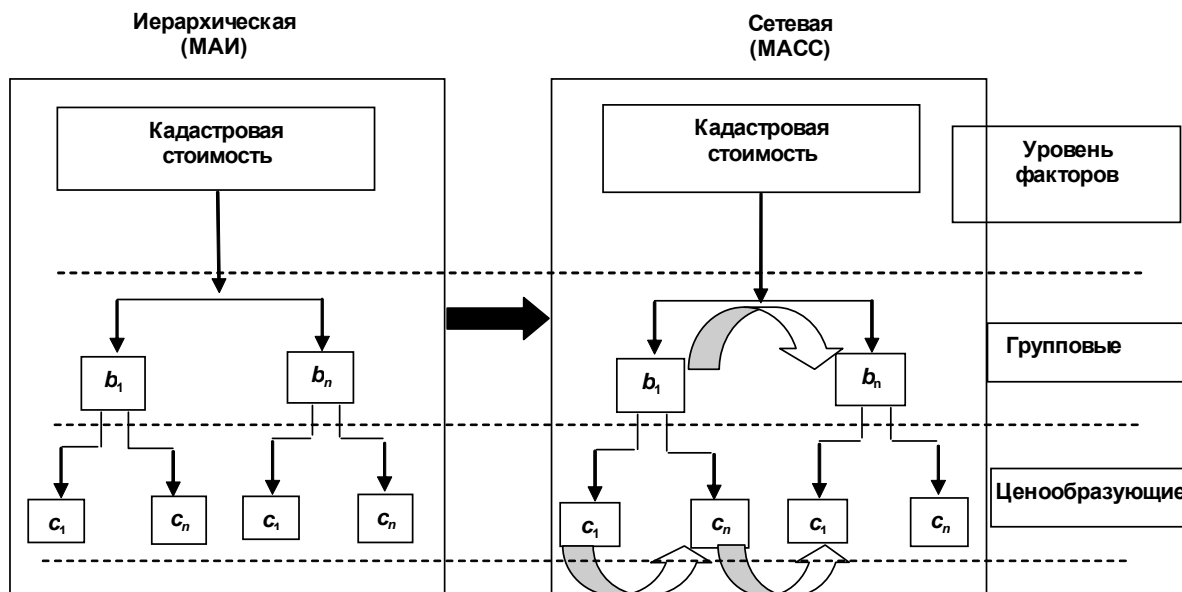 Иерархическая
(МАИ)
Сетевая
(МАСС)
Кадастровая
стоимость
Кадастровая
стоимость
Уровень
факторов
b1
bn
b1
bn
Групповые
c1
cn
c1
cn
c1
cn
c1
cn
Ценообразующие